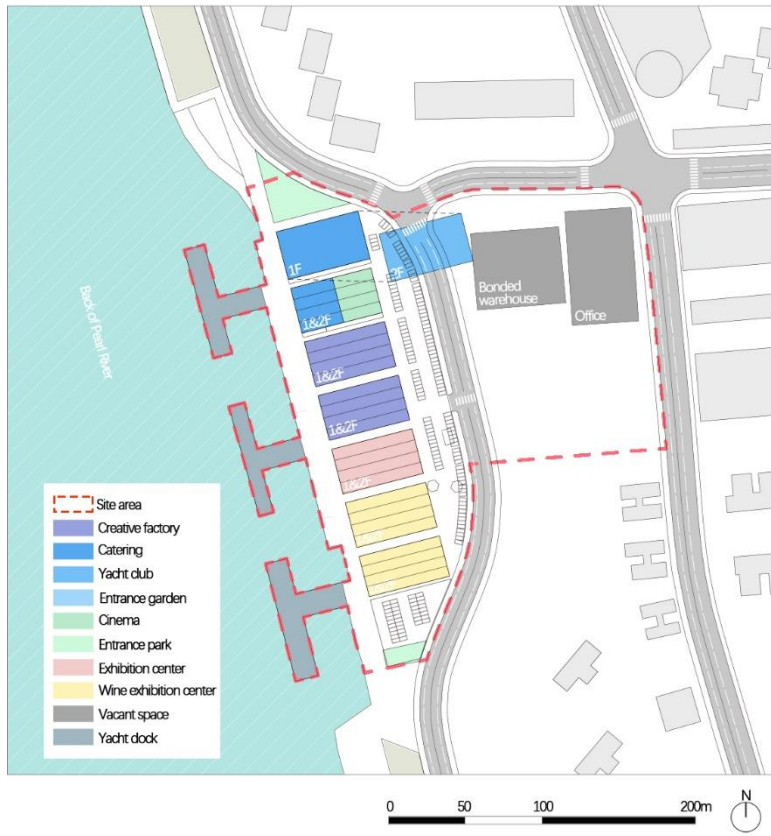 1F
2F
Bonded
warehouse
Office
1&2F
1&2F
1&2F
1&2F
Back of Pearl River
Site area
Creative factory
Catering
Yacht club
Entrance garden
Cinema
Entrance park
Exhibition center
Wine exhibition center
Vacant space
Yacht dock
0 50 100 200m
N